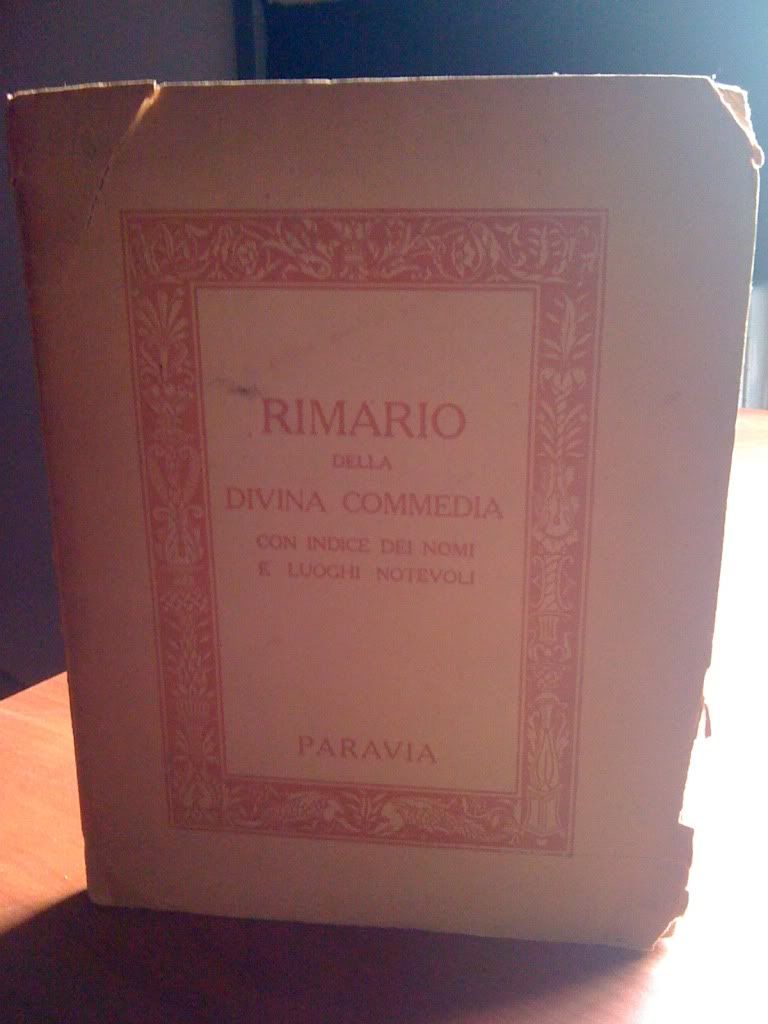 RIMARIO
DELLA
DIVINA COMMEDIA
CON INDICE DEI NOMI
E LUOGHI NOTEVOLI
PARAVIA